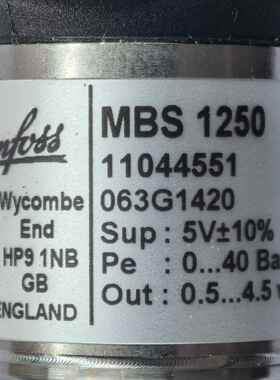 MBS 1250
11044551
063G1420
Sup : 5V±10%
Pe : 0...40 Ba
Out : 0.5...4.5 v
nfoss
Wycombe
End
HP9 1NB
GB
ENGLAND